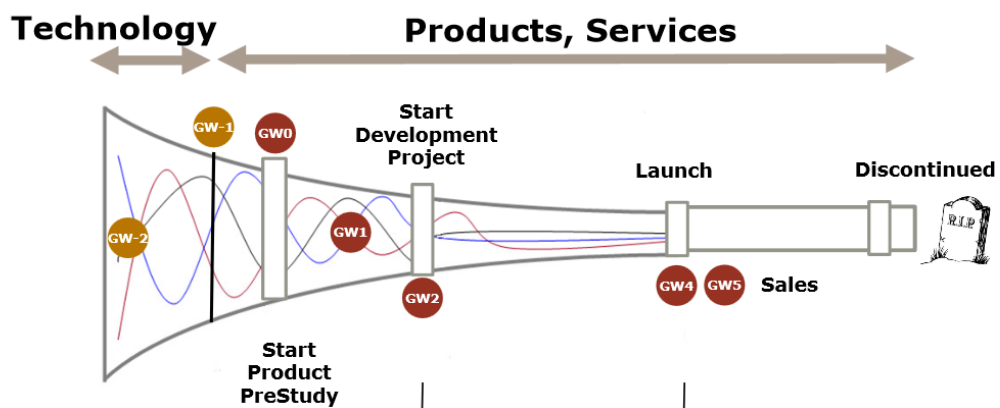 Technology
Products, Services
GW-1
GW0
Start
Development
Project
Launch
Discontinued
R.I.P
GW-2
GW1
GW2
GW4
GW5
Sales
Start
Product
PreStudy